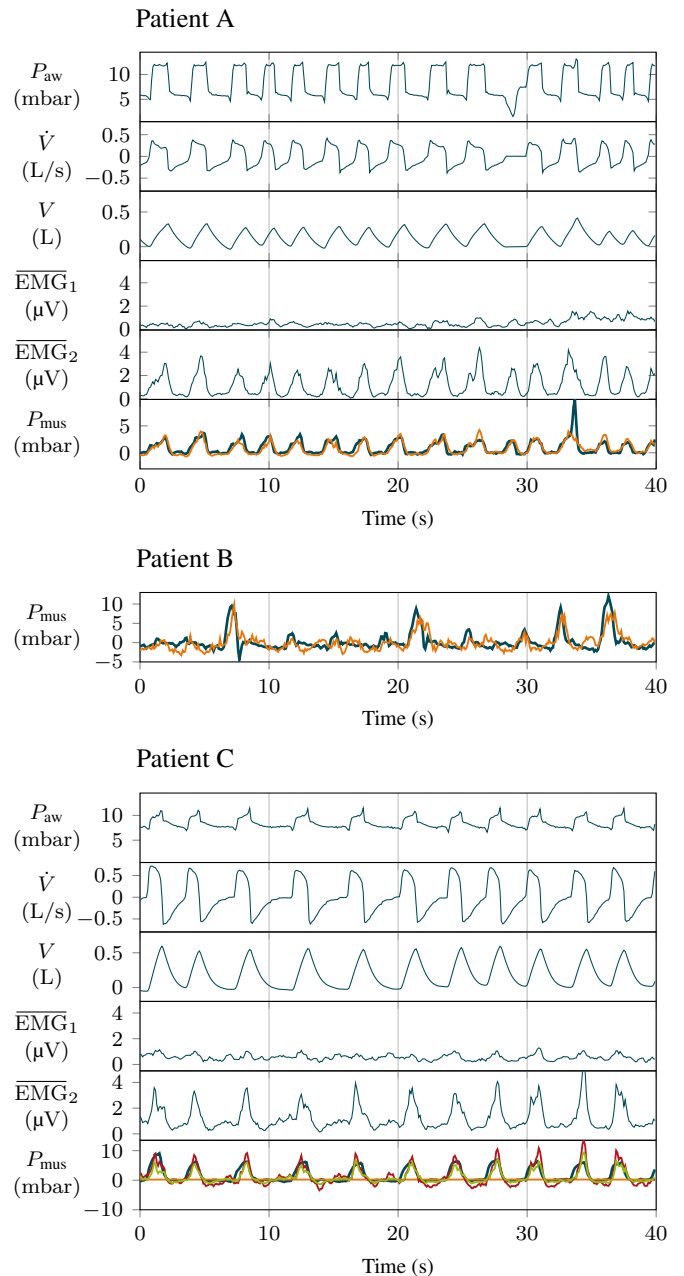 Patient A
P_aw (mbar)
10
5
V̇ (L/s)
0.5
0
−0.5
V (L)
0.5
0
EMG₁ (µV)
4
2
0
EMG₂ (µV)
4
2
0
P_mus (mbar)
5
0
0 10 20 30 40
Time (s)
Patient B
P_mus (mbar)
10
5
0
−5
0 10 20 30 40
Time (s)
Patient C
P_aw (mbar)
10
5
V̇ (L/s)
0.5
0
−0.5
V (L)
0.5
0
EMG₁ (µV)
4
2
0
EMG₂ (µV)
4
2
0
P_mus (mbar)
10
0
−10
0 10 20 30 40
Time (s)